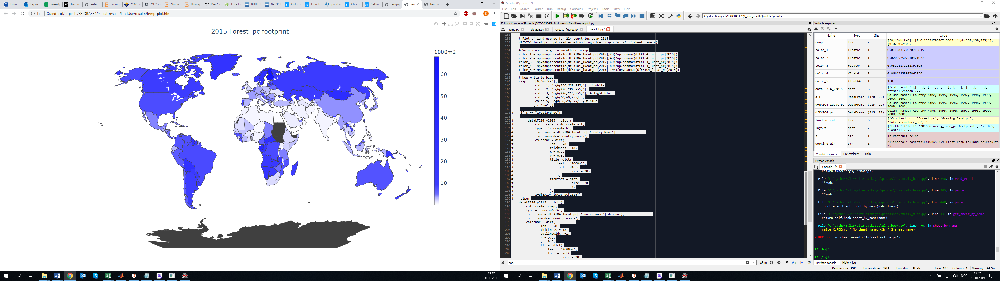 Eivind
E-post
Weekly
Trading
Peters_
From p
CO2 Em
OEC -
Guide
Home
Des 17
Eora Li
BUILDI
09535
Colors
How to
panda
Chorop
Setting
temp-p
ten
temp-p
File
X:/indecol/Projects/EXIOBASE4/9_first_results/landUse/results/temp-plot.html
2015 Forest_pc footprint
1000m2
60
50
40
30
20
10
Spyder (Python 3.7)
File Edit Search Source Run Debug Consoles Projects Tools View Help
X:\indecol\Projects\EXIOBASE4\9_first_results\landUse\results
Editor - X:\indecol\Projects\EXIOBASE4\9_first_results\landUse\geoplot.py
temp.py
plotELB.py
Create_figures.py
geoplot.py*
150
151 # Plot of land use pc for 214 countries year 2015
152 dfEXIO4_lucat_pc = pd.read_excel(working_dir+'py_geoplot.xlsx',sheet_name=s)
153
154 # Values used to get a smooth colormap
155 color_1 = np.nanpercentile(dfEXIO4_lucat_pc[2015],20)/np.nanmax(dfEXIO4_lucat_pc[2015])
156 color_2 = np.nanpercentile(dfEXIO4_lucat_pc[2015],40)/np.nanmax(dfEXIO4_lucat_pc[2015])
157 color_3 = np.nanpercentile(dfEXIO4_lucat_pc[2015],60)/np.nanmax(dfEXIO4_lucat_pc[2015])
158 color_4 = np.nanpercentile(dfEXIO4_lucat_pc[2015],80)/np.nanmax(dfEXIO4_lucat_pc[2015])
159 color_5 = np.nanpercentile(dfEXIO4_lucat_pc[2015],100)/np.nanmax(dfEXIO4_lucat_pc[2015])
160
161 # Now white to blue
162 cmap = [[0,'white'],
163 [color_1, 'rgb(230,230,255)'], # white
164 [color_2, 'rgb(180,180,255)'],
165 [color_3, 'rgb(110,110,255)'], # light blue
166 [color_4, 'rgb(60,60,255)'],
167 [color_5, 'rgb(20,20,255)'], # blue
168 [1,'blue']]
169
170 # if s == "Cropland_pc":
171
172 # dataLF214_y2015 = dict (
173 # colorscale =colorscale_alt,
174 # type = 'choropleth',
175 # locations = dfEXIO4_lucat_pc['Country Name'],
176 # locationmode='country names',
177 # colorbar = dict(
178 # len = 0.8,
179 # thickness = 18,
180 # x = 0.9,
181 # y = 0.6,
182 # title =dict(
183 # text = '1000m2',
184 # font = dict(
185 # size = 20)
186 # ),
187 # tickfont = dict(
188 # size = 20
189 # ),
190 # ),
191 # z=dfEXIO4_lucat_pc[2015])
192 # else:
193 dataLF214_y2015 = dict (
194 colorscale =cmap,
195 type = 'choropleth',
196 locations = dfEXIO4_lucat_pc['Country Name'].dropna(),
197 locationmode='country names',
198 colorbar = dict(
199 len = 0.8,
200 thickness = 18,
201 outlinewidth =1,
202 x = 0.9,
203 y = 0.6,
204 title =dict(
205 text = '1000m2',
206 font = dict(
size = 20)
nan
1 of 10
Aa
Variable explorer
Name Type Size Value
cmap list 7 [[0, 'white'], [0.011283170820715845, 'rgb(230,230,255)'], [0.02005250 ...
color_1 float64 1 0.011283170820715845
color_2 float64 1 0.020052507910421027
color_3 float64 1 0.03128171132897895
color_4 float64 1 0.06643258977063136
color_5 float64 1 1.0
dataLF214_y2015 dict 6 {'colorscale':[[...], [...], [...], [...], [...], ...], 'type':'chorop ...
dfE DataFrame (170, 22) Column names: Country Name, 1995, 1996, 1997, 1998, 1999, 2000, 2001, ...
dfEXIO4_lucat_pc DataFrame (215, 22) Column names: Country Name, 1995, 1996, 1997, 1998, 1999, 2000, 2001, ...
dfEXIO4_pc DataFrame (215, 22) Column names: Country Name, 1995, 1996, 1997, 1998, 1999, 2000, 2001, ...
landUse_cat list 6 ['Cropland_pc', 'Forest_pc', 'Grazing_land_pc', 'Infrastructure_pc', ' ...
layout dict 2 {'title':{'text':'2015 Grazing_land_pc footprint', 'x':0.5, 'font':{.. ...
s str 1 Infrastructure_pc
working_dir str 1 X:\indecol\Projects\EXIOBASE4\9_first_results\landUse\results\\
Variable explorer File explorer Help
IPython console
Console 1/A
return func(*args, **kwargs)
File "C:\python3\lib\site-packages\pandas\io\excel\_base.py", line 340, in read_excel
**kwds
File "C:\python3\lib\site-packages\pandas\io\excel\_base.py", line 883, in parse
**kwds
File "C:\python3\lib\site-packages\pandas\io\excel\_base.py", line 440, in parse
sheet = self.get_sheet_by_name(asheetname)
File "C:\python3\lib\site-packages\pandas\io\excel\_xlrd.py", line 43, in get_sheet_by_name
return self.book.sheet_by_name(name)
File "C:\python3\lib\site-packages\xlrd\book.py", line 476, in sheet_by_name
raise XLRDError('No sheet named <%r>' % sheet_name)
XLRDError: No sheet named <'Infrastructure_pc'>
In [46]:
In [46]:
IPython console History log
Permissions: RW End-of-lines: CRLF Encoding: UTF-8 Line: 143 Column: 1 Memory: 41 %
13:42
31.10.2019
NOB
13:42
31.10.2019